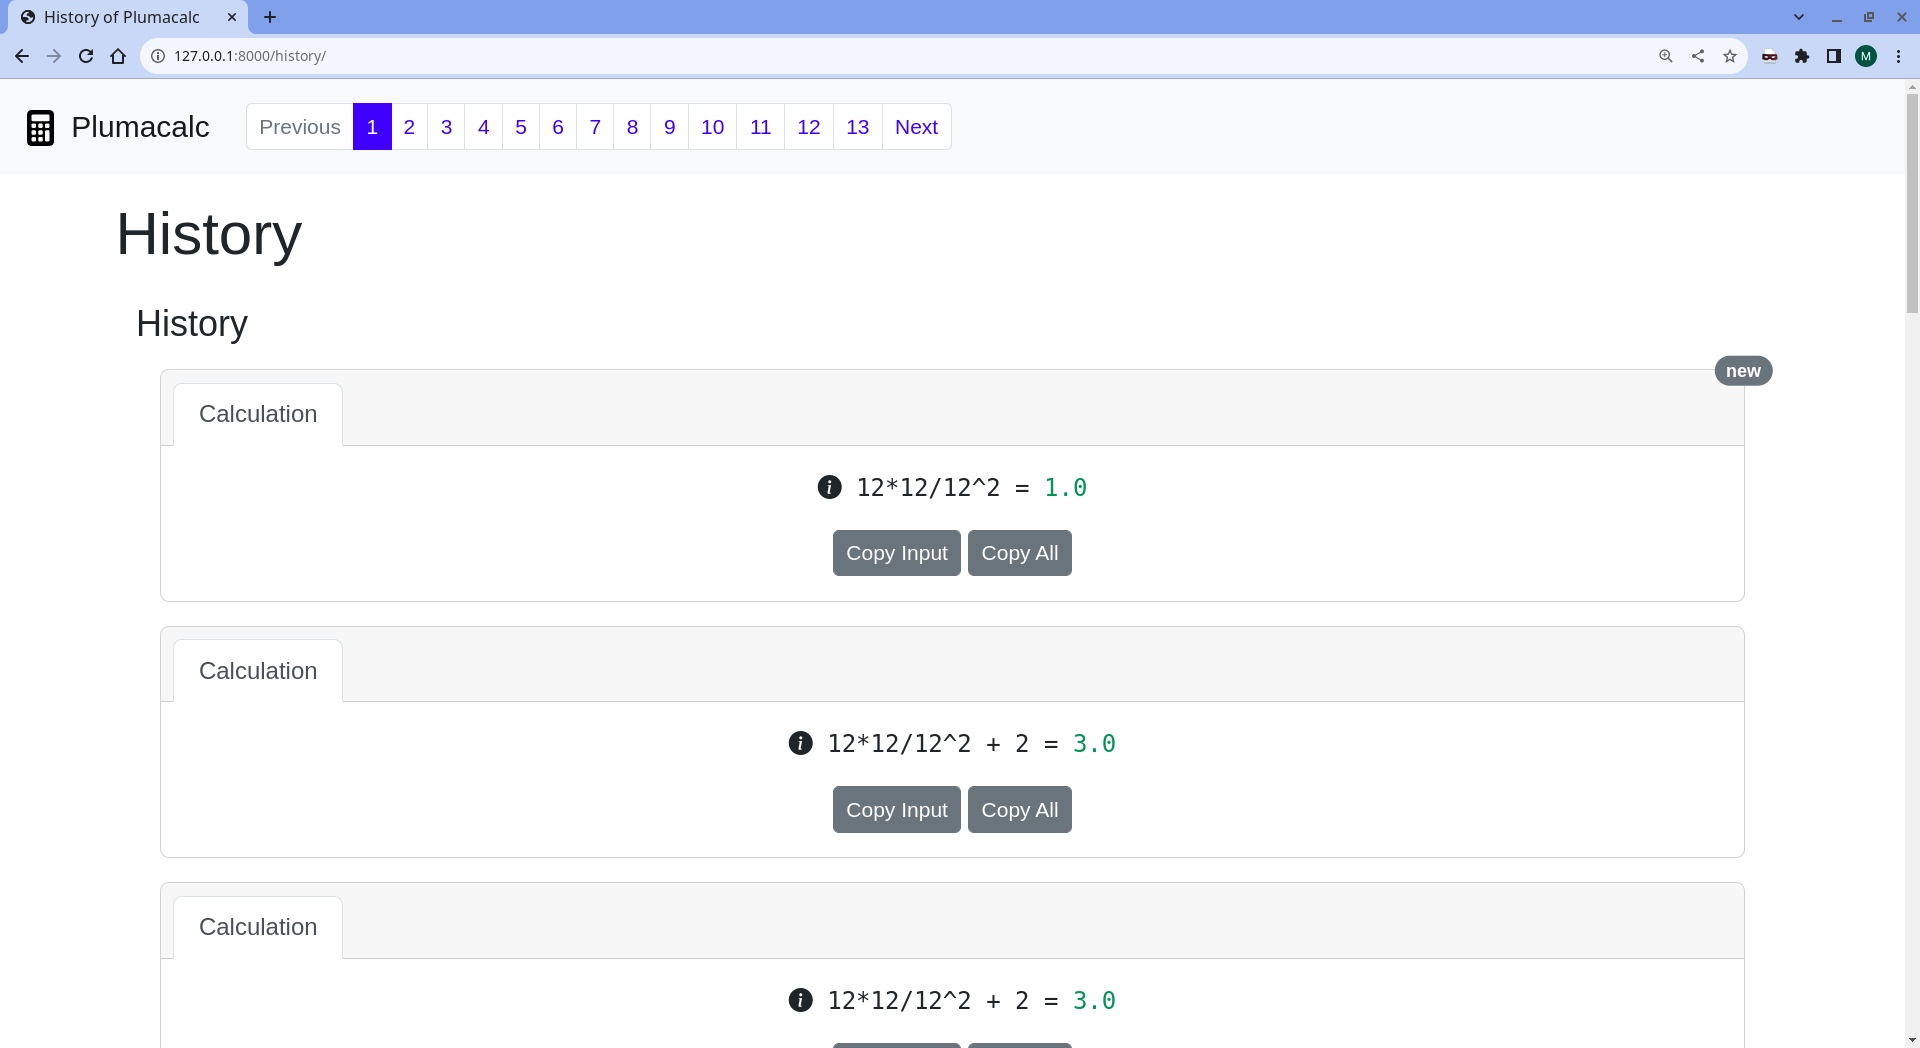 History of Plumacalc
127.0.0.1:8000/history/
M
Plumacalc
Previous 1 2 3 4 5 6 7 8 9 10 11 12 13 Next
History
History
new
Calculation
12*12/12^2 = 1.0
Copy Input Copy All
Calculation
12*12/12^2 + 2 = 3.0
Copy Input Copy All
Calculation
12*12/12^2 + 2 = 3.0